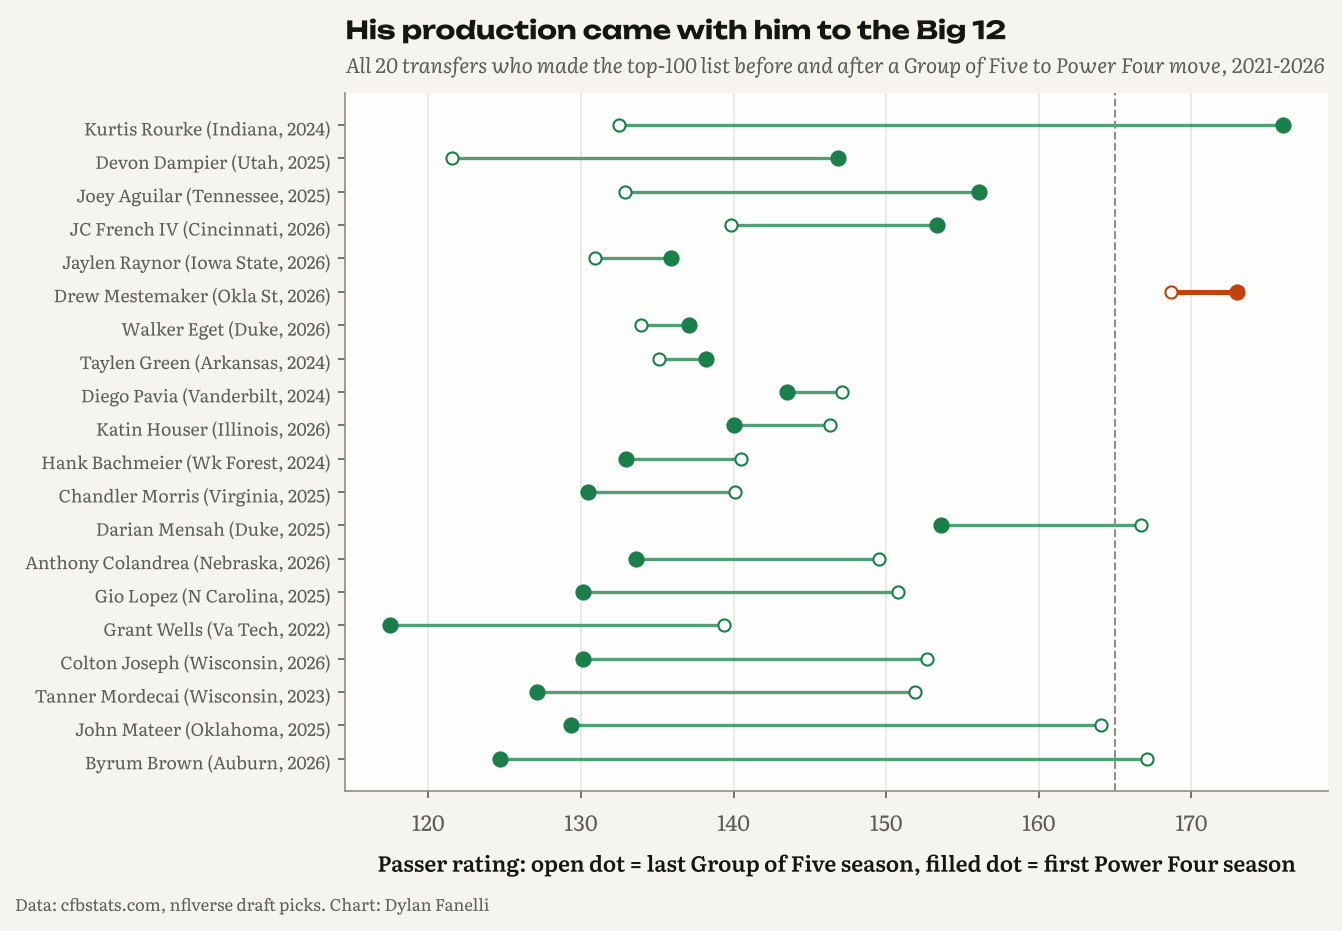 His production came with him to the Big 12
All 20 transfers who made the top-100 list before and after a Group of Five to Power Four move, 2021-2026
Kurtis Rourke (Indiana, 2024)
Devon Dampier (Utah, 2025)
Joey Aguilar (Tennessee, 2025)
JC French IV (Cincinnati, 2026)
Jaylen Raynor (Iowa State, 2026)
Drew Mestemaker (Okla St, 2026)
Walker Eget (Duke, 2026)
Taylen Green (Arkansas, 2024)
Diego Pavia (Vanderbilt, 2024)
Katin Houser (Illinois, 2026)
Hank Bachmeier (Wk Forest, 2024)
Chandler Morris (Virginia, 2025)
Darian Mensah (Duke, 2025)
Anthony Colandrea (Nebraska, 2026)
Gio Lopez (N Carolina, 2025)
Grant Wells (Va Tech, 2022)
Colton Joseph (Wisconsin, 2026)
Tanner Mordecai (Wisconsin, 2023)
John Mateer (Oklahoma, 2025)
Byrum Brown (Auburn, 2026)
120 130 140 150 160 170
Passer rating: open dot = last Group of Five season, filled dot = first Power Four season
Data: cfbstats.com, nflverse draft picks. Chart: Dylan Fanelli